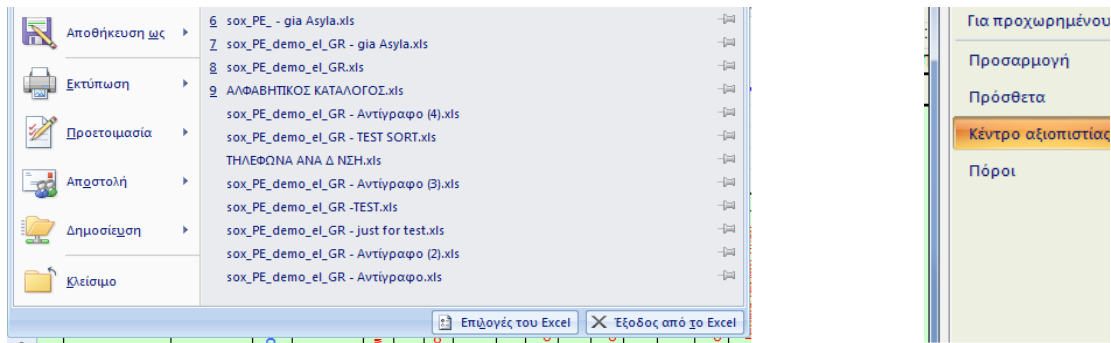 Αποθήκευση ως
Εκτύπωση
Προετοιμασία
Αποστολή
Δημοσίευση
Κλείσιμο
6 sox_PE_ - gia Asyla.xls
7 sox_PE_demo_el_GR - gia Asyla.xls
8 sox_PE_demo_el_GR.xls
9 ΑΛΦΑΒΗΤΙΚΟΣ ΚΑΤΑΛΟΓΟΣ.xls
sox_PE_demo_el_GR - Αντίγραφο (4).xls
sox_PE_demo_el_GR - TEST SORT.xls
ΤΗΛΕΦΩΝΑ ΑΝΑ Δ ΝΣΗ.xls
sox_PE_demo_el_GR - Αντίγραφο (3).xls
sox_PE_demo_el_GR -TEST.xls
sox_PE_demo_el_GR - just for test.xls
sox_PE_demo_el_GR - Αντίγραφο (2).xls
sox_PE_demo_el_GR - Αντίγραφο.xls
Επιλογές του Excel
Έξοδος από το Excel
Για προχωρημένου
Προσαρμογή
Πρόσθετα
Κέντρο αξιοπιστίας
Πόροι